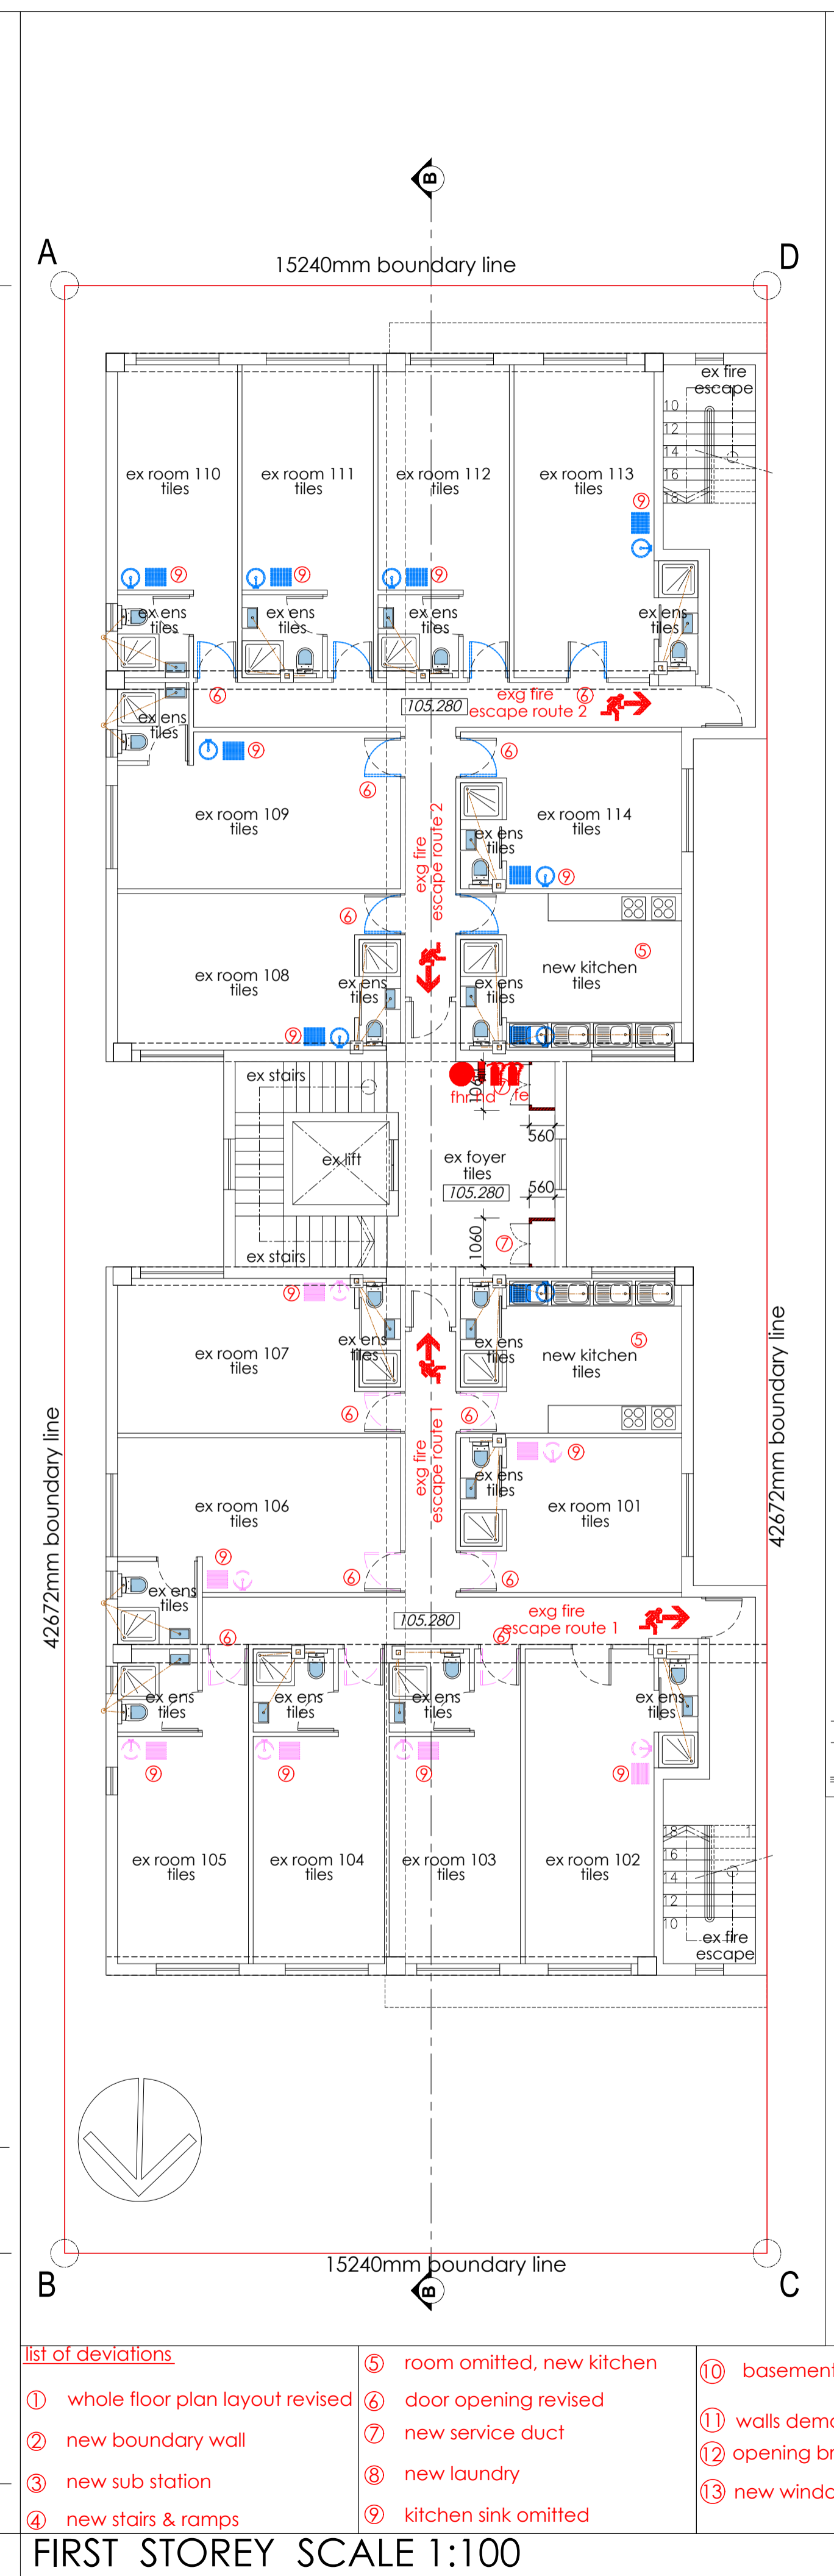 B
A
D
15240mm boundary line
ex fire
escape
10
12
14
16
18
ex room 110
tiles
ex room 111
tiles
ex room 112
tiles
ex room 113
tiles
9
9
9
9
ex ens
tiles
ex ens
tiles
ex ens
tiles
ex ens
tiles
6
105.280
exg fire
escape route 2
6
ex ens
tiles
9
6
6
ex room 109
tiles
exg fire
escape route 2
ex room 114
tiles
ex ens
tiles
9
6
5
ex room 108
tiles
ex ens
tiles
ex ens
tiles
new kitchen
tiles
9
ex stairs
fhr
fe
7
560
ex lift
ex foyer
tiles
105.280
560
1060
7
ex stairs
9
ex room 107
tiles
ex ens
tiles
ex ens
tiles
new kitchen
tiles
5
6
6
exg fire
escape route 1
9
ex ens
tiles
ex room 106
tiles
ex room 101
tiles
9
6
6
ex ens
tiles
105.280
exg fire
escape route 1
6
6
ex ens
tiles
ex ens
tiles
ex ens
tiles
ex ens
tiles
9
9
9
9
ex room 105
tiles
ex room 104
tiles
ex room 103
tiles
ex room 102
tiles
18
1
16
14
12
10
ex fire
escape
42672mm boundary line
42672mm boundary line
15240mm boundary line
B
C
B
list of deviations
1 whole floor plan layout revised
2 new boundary wall
3 new sub station
4 new stairs & ramps
5 room omitted, new kitchen
6 door opening revised
7 new service duct
8 new laundry
9 kitchen sink omitted
10 basement
11 walls
12 opening
13 new
FIRST STOREY SCALE 1:100